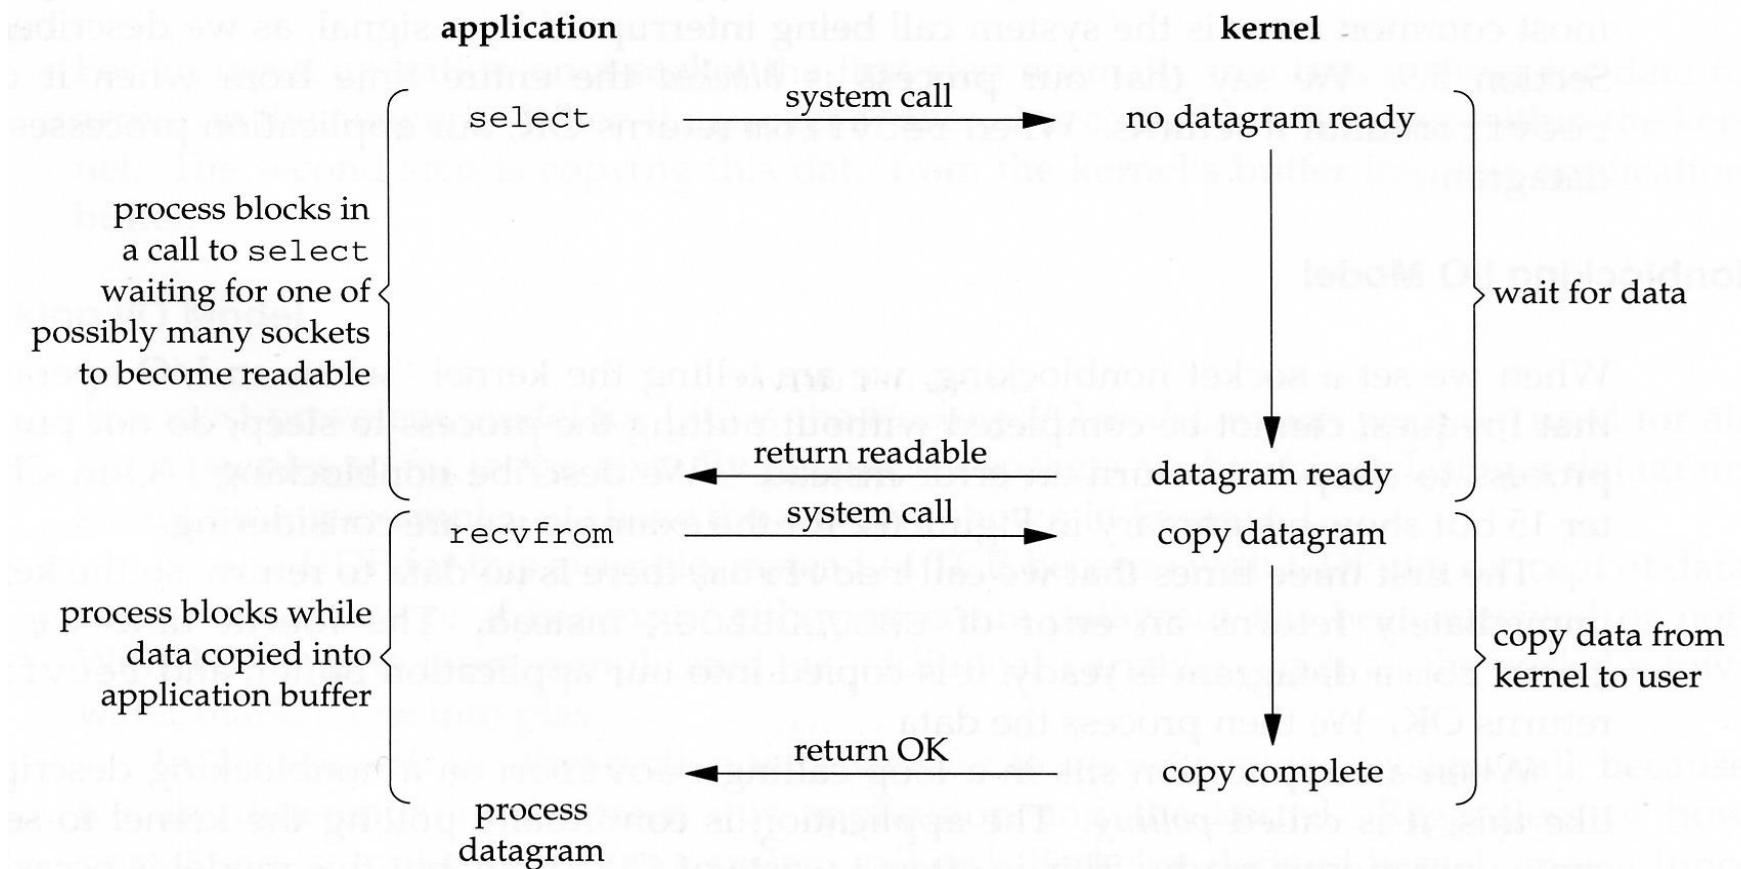 application
kernel
select
system call
no datagram ready
process blocks in
a call to select
waiting for one of
possibly many sockets
to become readable
wait for data
return readable
datagram ready
recvfrom
system call
copy datagram
process blocks while
data copied into
application buffer
copy data from
kernel to user
return OK
copy complete
process
datagram